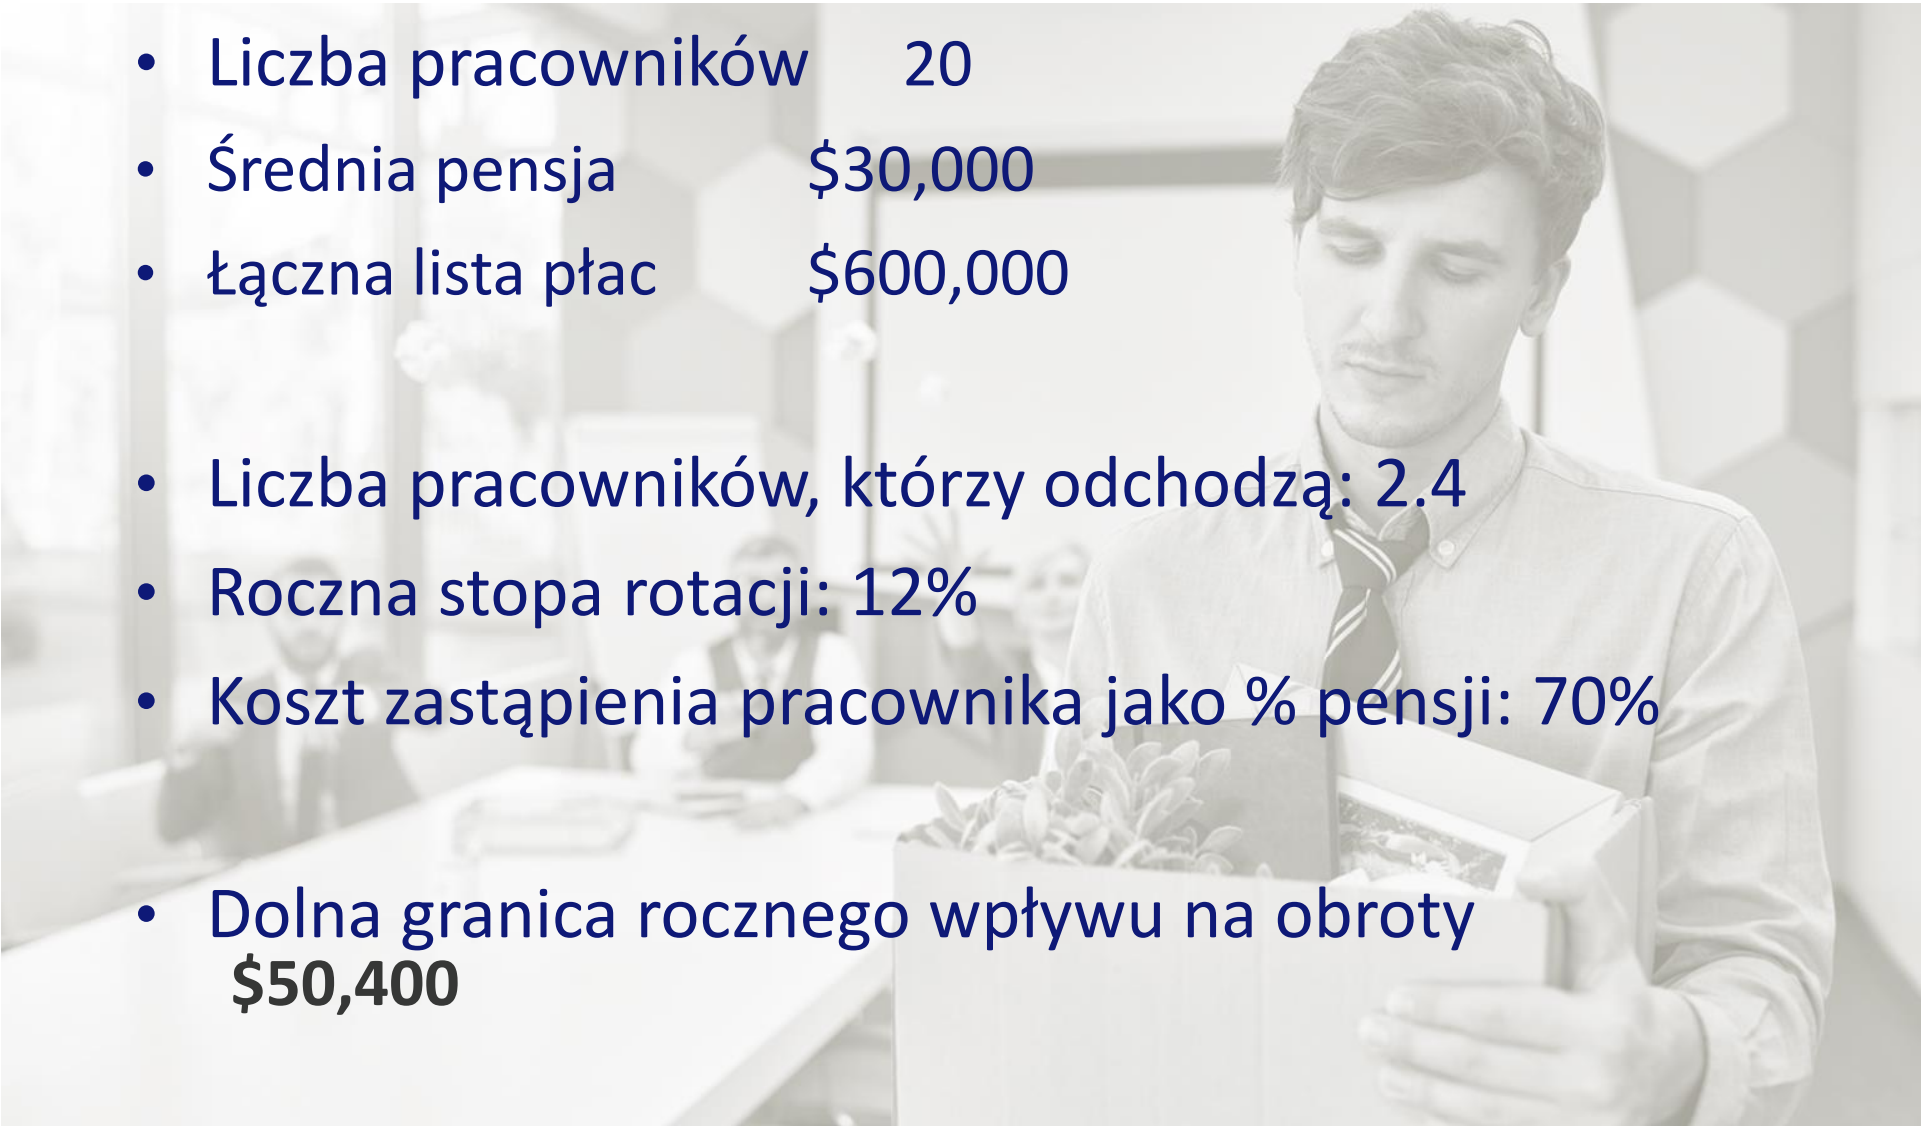 • Liczba pracowników 20
• Średnia pensja $30,000
• Łączna lista płac $600,000
• Liczba pracowników, którzy odchodzą: 2.4
• Roczna stopa rotacji: 12%
• Koszt zastąpienia pracownika jako % pensji: 70%
• Dolna granica rocznego wpływu na obroty
$50,400